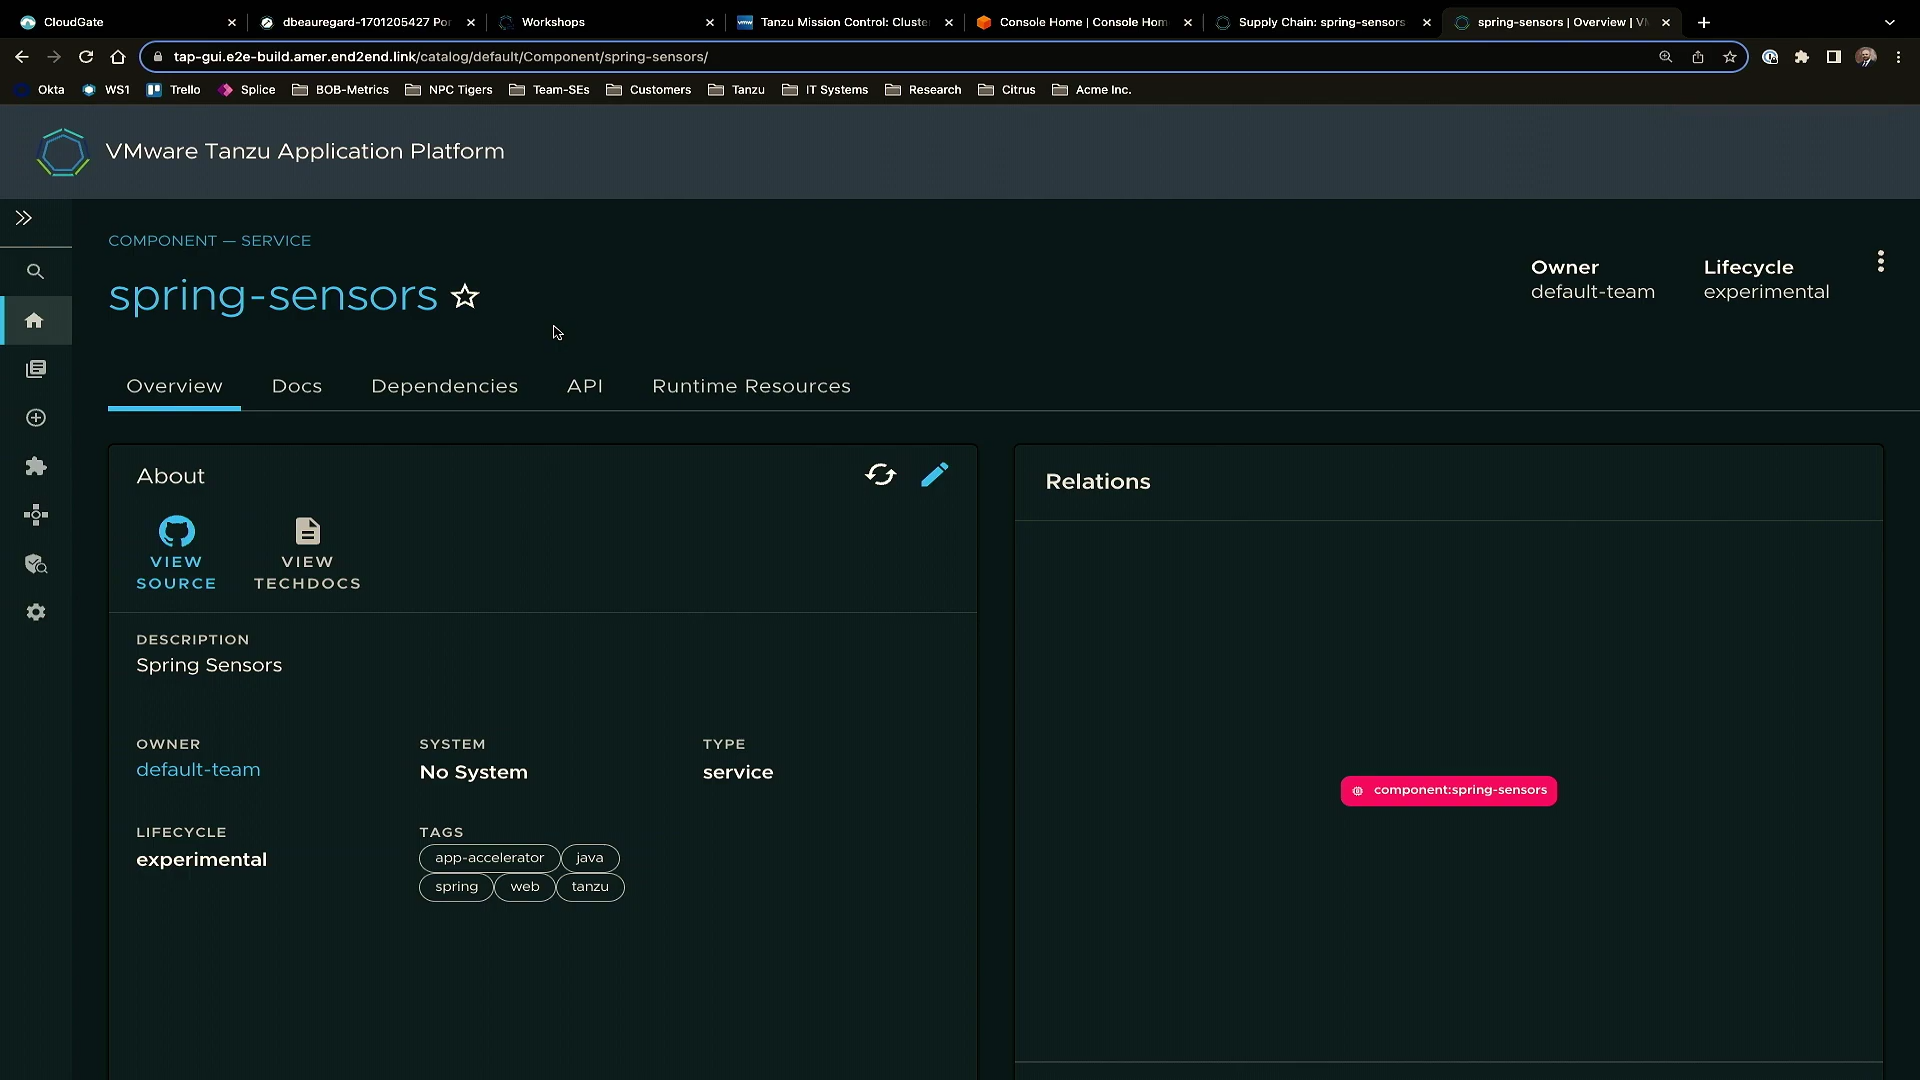 CloudGate
dbeauregard-1701205427 Por
Workshops
Tanzu Mission Control: Cluste
Console Home | Console Hom
Supply Chain: spring-sensors
spring-sensors | Overview | VM
tap-gui.e2e-build.amer.end2end.link/catalog/default/Component/spring-sensors/
Okta
WS1
Trello
Splice
BOB-Metrics
NPC Tigers
Team-SEs
Customers
Tanzu
IT Systems
Research
Citrus
Acme Inc.
VMware Tanzu Application Platform
COMPONENT — SERVICE
spring-sensors
Owner
default-team
Lifecycle
experimental
Overview
Docs
Dependencies
API
Runtime Resources
About
VIEW
SOURCE
VIEW
TECHDOCS
DESCRIPTION
Spring Sensors
OWNER
default-team
SYSTEM
No System
TYPE
service
LIFECYCLE
experimental
TAGS
app-accelerator
java
spring
web
tanzu
Relations
component:spring-sensors